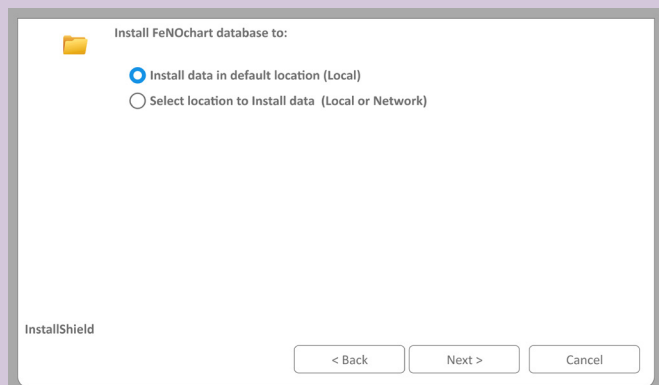 Install FeNOchart database to:
Install data in default location (Local)
Select location to Install data (Local or Network)
InstallShield
< Back
Next >
Cancel